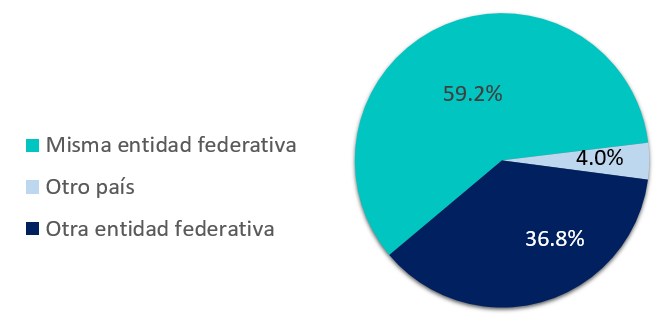 59.2%
Misma entidad federativa
4.0%
Otro país
Otra entidad federativa
36.8%